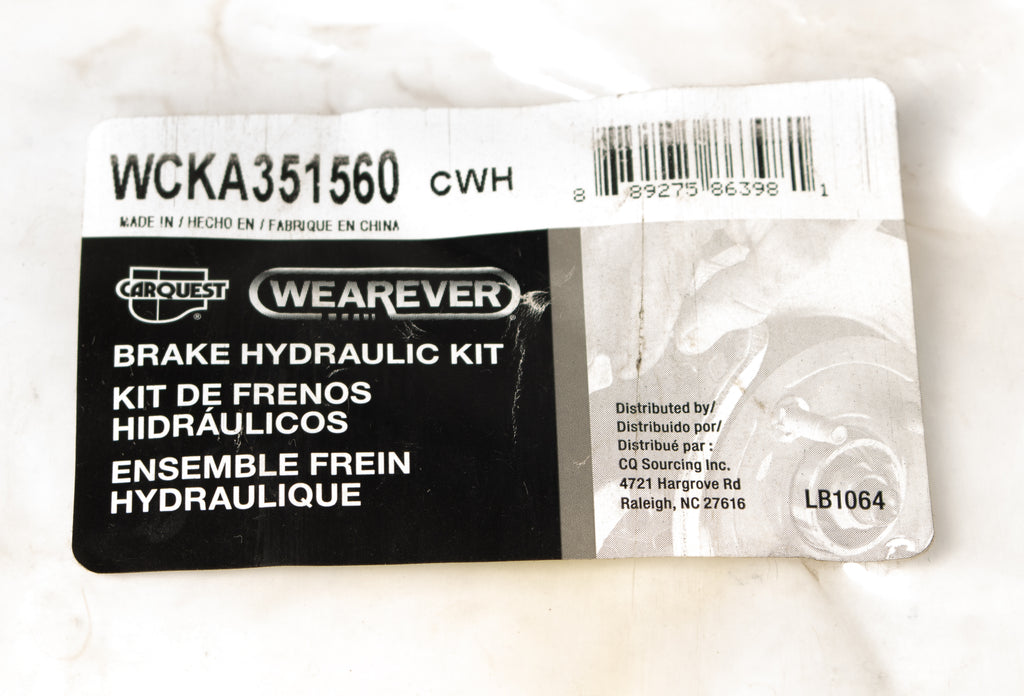 WCKA351560 CWH
8 89275 86398 1
MADE IN / HECHO EN / FABRIQUE EN CHINA
CARQUEST® WEAREVER®
BRAKE HYDRAULIC KIT
KIT DE FRENOS
HIDRÁULICOS
ENSEMBLE FREIN
HYDRAULIQUE
Distributed by/
Distribuido por/
Distribué par :
CQ Sourcing Inc.
4721 Hargrove Rd
Raleigh, NC 27616
LB1064